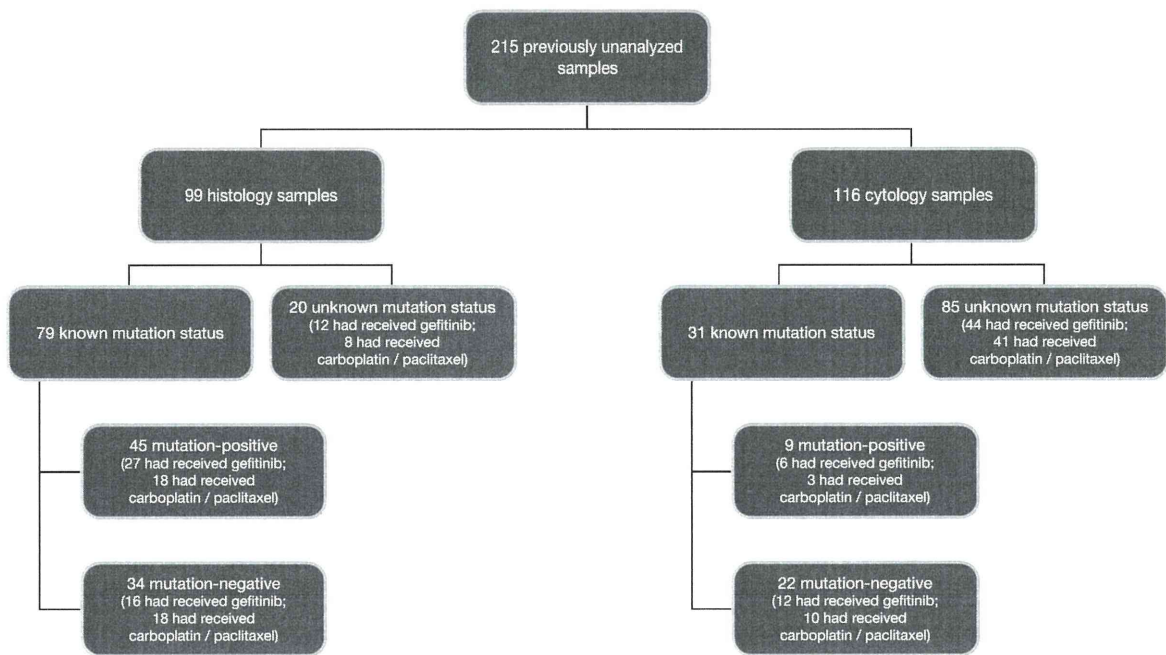 215 previously unanalyzed
samples
99 histology samples
116 cytology samples
79 known mutation status
20 unknown mutation status
(12 had received gefitinib;
8 had received
carboplatin / paclitaxel)
31 known mutation status
85 unknown mutation status
(44 had received gefitinib;
41 had received
carboplatin / paclitaxel)
45 mutation-positive
(27 had received gefitinib;
18 had received
carboplatin / paclitaxel)
9 mutation-positive
(6 had received gefitinib;
3 had received
carboplatin / paclitaxel)
34 mutation-negative
(16 had received gefitinib;
18 had received
carboplatin / paclitaxel)
22 mutation-negative
(12 had received gefitinib;
10 had received
carboplatin / paclitaxel)